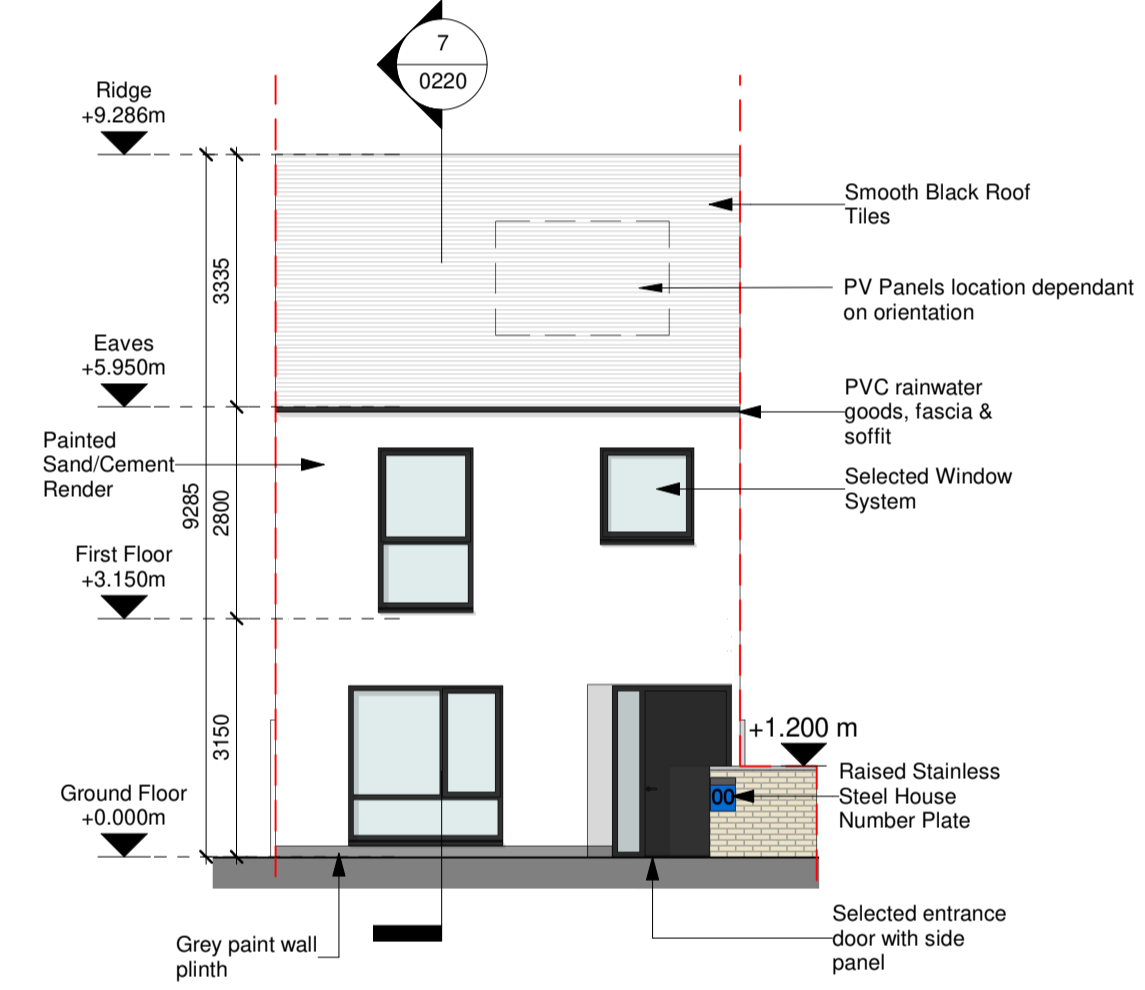 7
0220
Ridge
+9.286m
Smooth Black Roof
Tiles
3335
PV Panels location dependant
on orientation
Eaves
+5.950m
PVC rainwater
goods, fascia &
soffit
Painted
Sand/Cement
Render
9285
2800
Selected Window
System
First Floor
+3.150m
3150
+1.200 m
Raised Stainless
Steel House
Number Plate
00
Ground Floor
+0.000m
Grey paint wall
plinth
Selected entrance
door with side
panel